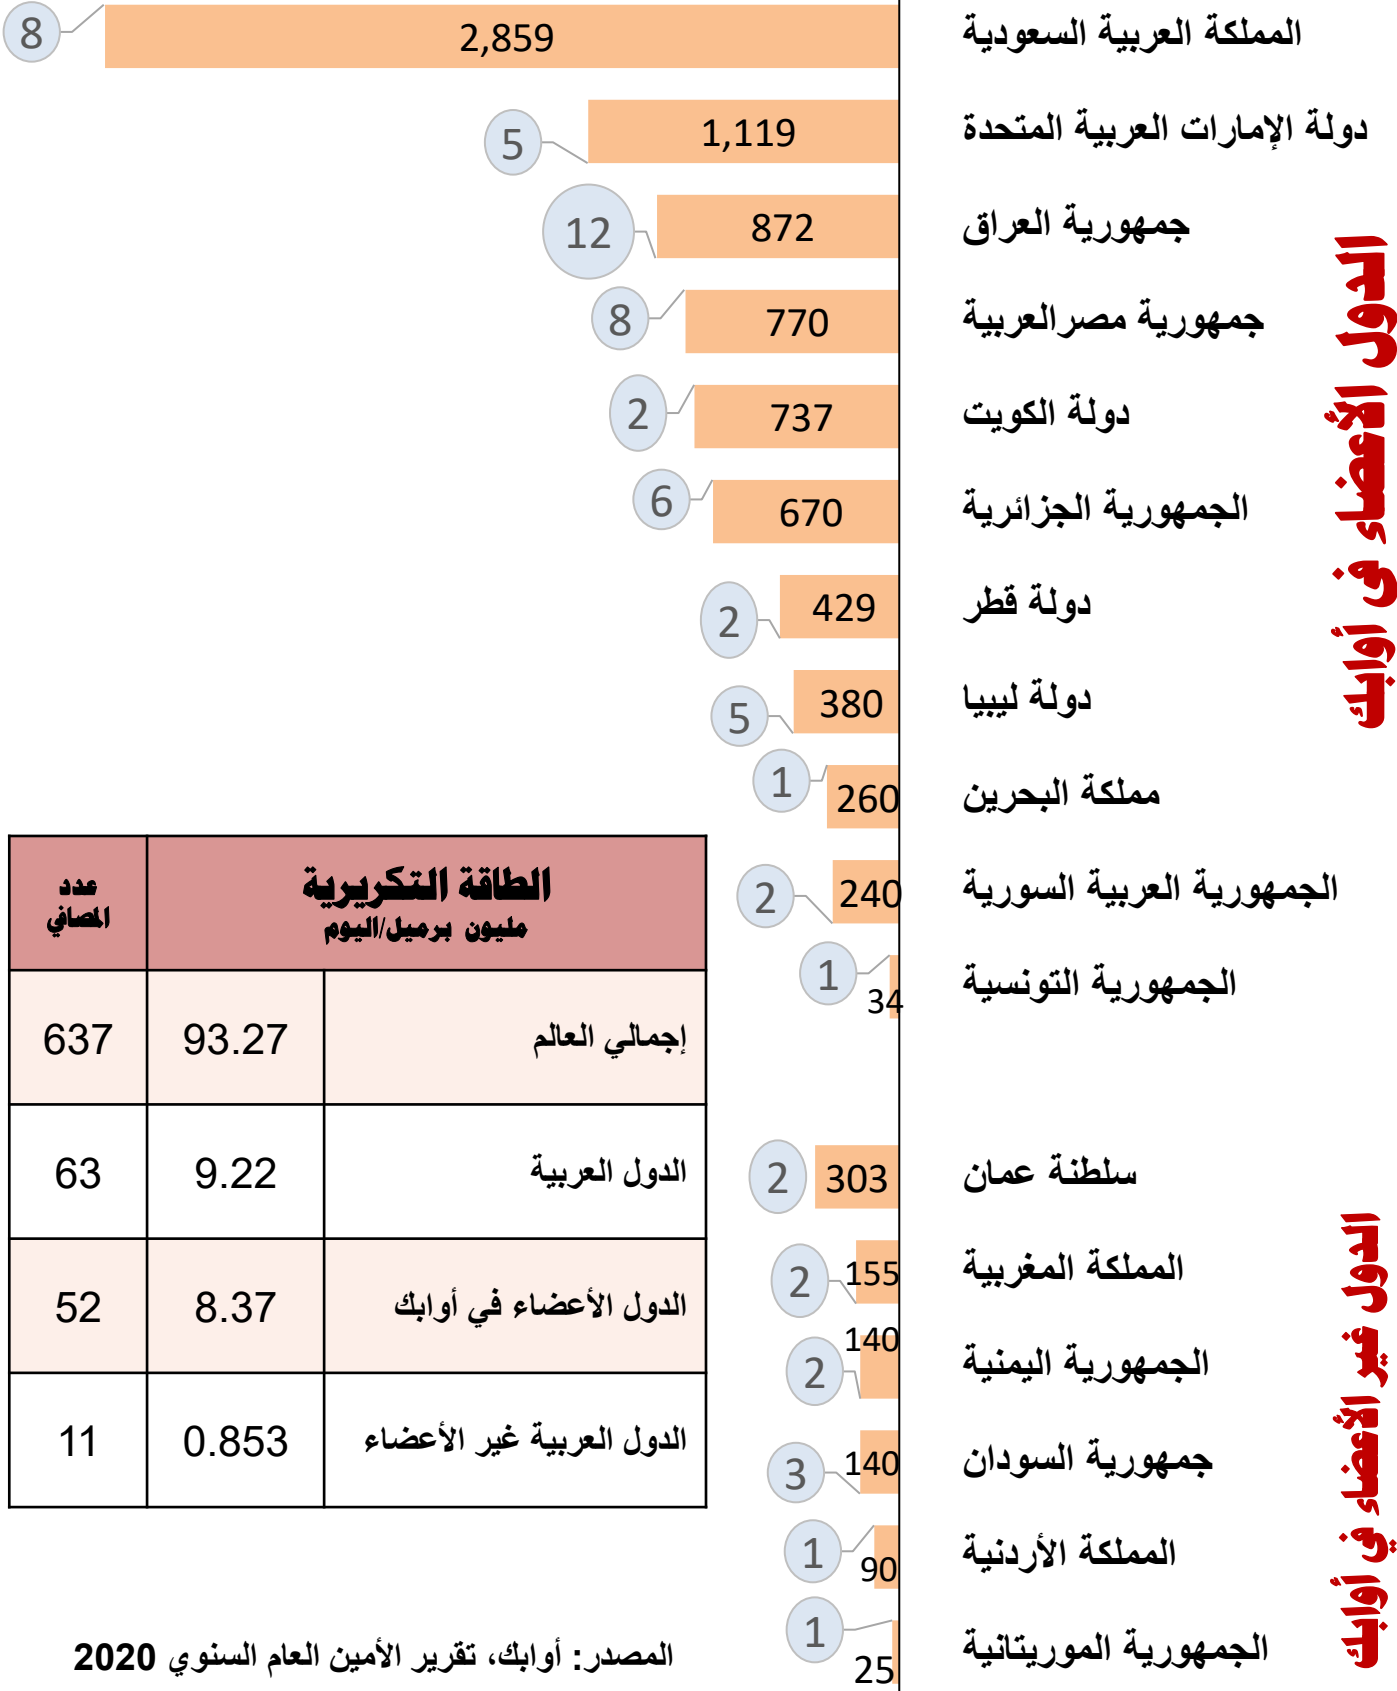 المملكة العربية السعودية 2,859 8
دولة الإمارات العربية المتحدة 1,119 5
جمهورية العراق 872 12
جمهورية مصرالعربية 770 8
دولة الكويت 737 2
الجمهورية الجزائرية 670 6
دولة قطر 429 2
دولة ليبيا 380 5
مملكة البحرين 260 1
الجمهورية العربية السورية 240 2
الجمهورية التونسية 34 1
الدول الأعضاء في أوابك
سلطنة عمان 303 2
المملكة المغربية 155 2
الجمهورية اليمنية 140 2
جمهورية السودان 140 3
المملكة الأردنية 90 1
الجمهورية الموريتانية 25 1
الدول غير الأعضاء في أوابك
الطاقة التكريرية
مليون برميل/اليوم
عدد
المصافي
إجمالي العالم 93.27 637
الدول العربية 9.22 63
الدول الأعضاء في أوابك 8.37 52
الدول العربية غير الأعضاء 0.853 11
المصدر: أوابك، تقرير الأمين العام السنوي 2020